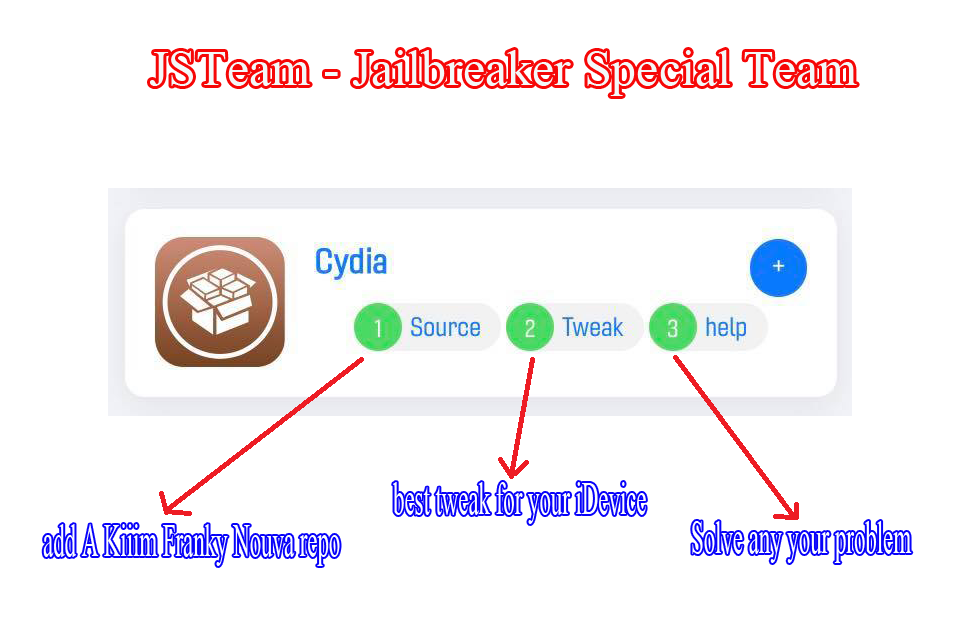 JSTeam - Jailbreaker Special Team
Cydia
+
1 Source 2 Tweak 3 help
best tweak for your iDevice
add A Kiiim Franky Nouva repo
Solve any your problem